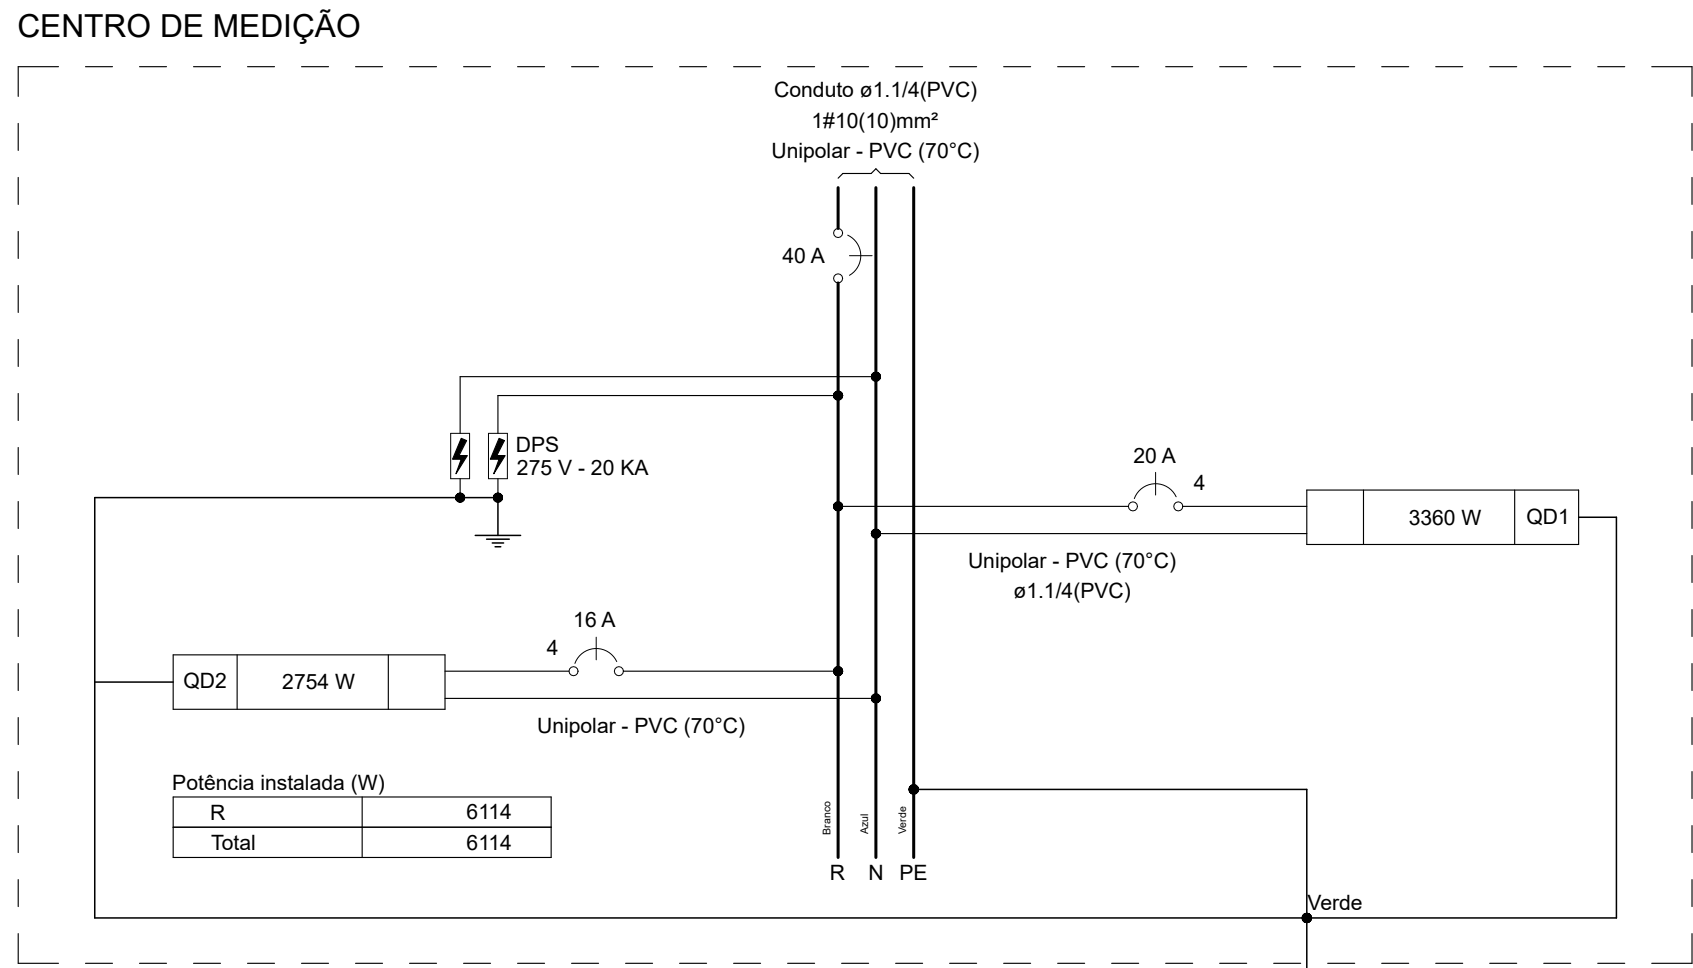 CENTRO DE MEDIÇÃO
Conduto ø1.1/4(PVC)
1#10(10)mm²
Unipolar - PVC (70°C)
40 A
DPS
275 V - 20 KA
20 A
4
3360 W
QD1
Unipolar - PVC (70°C)
ø1.1/4(PVC)
16 A
4
QD2
2754 W
Unipolar - PVC (70°C)
Potência instalada (W)
R 6114
Total 6114
Branco
Azul
Verde
R N PE
Verde